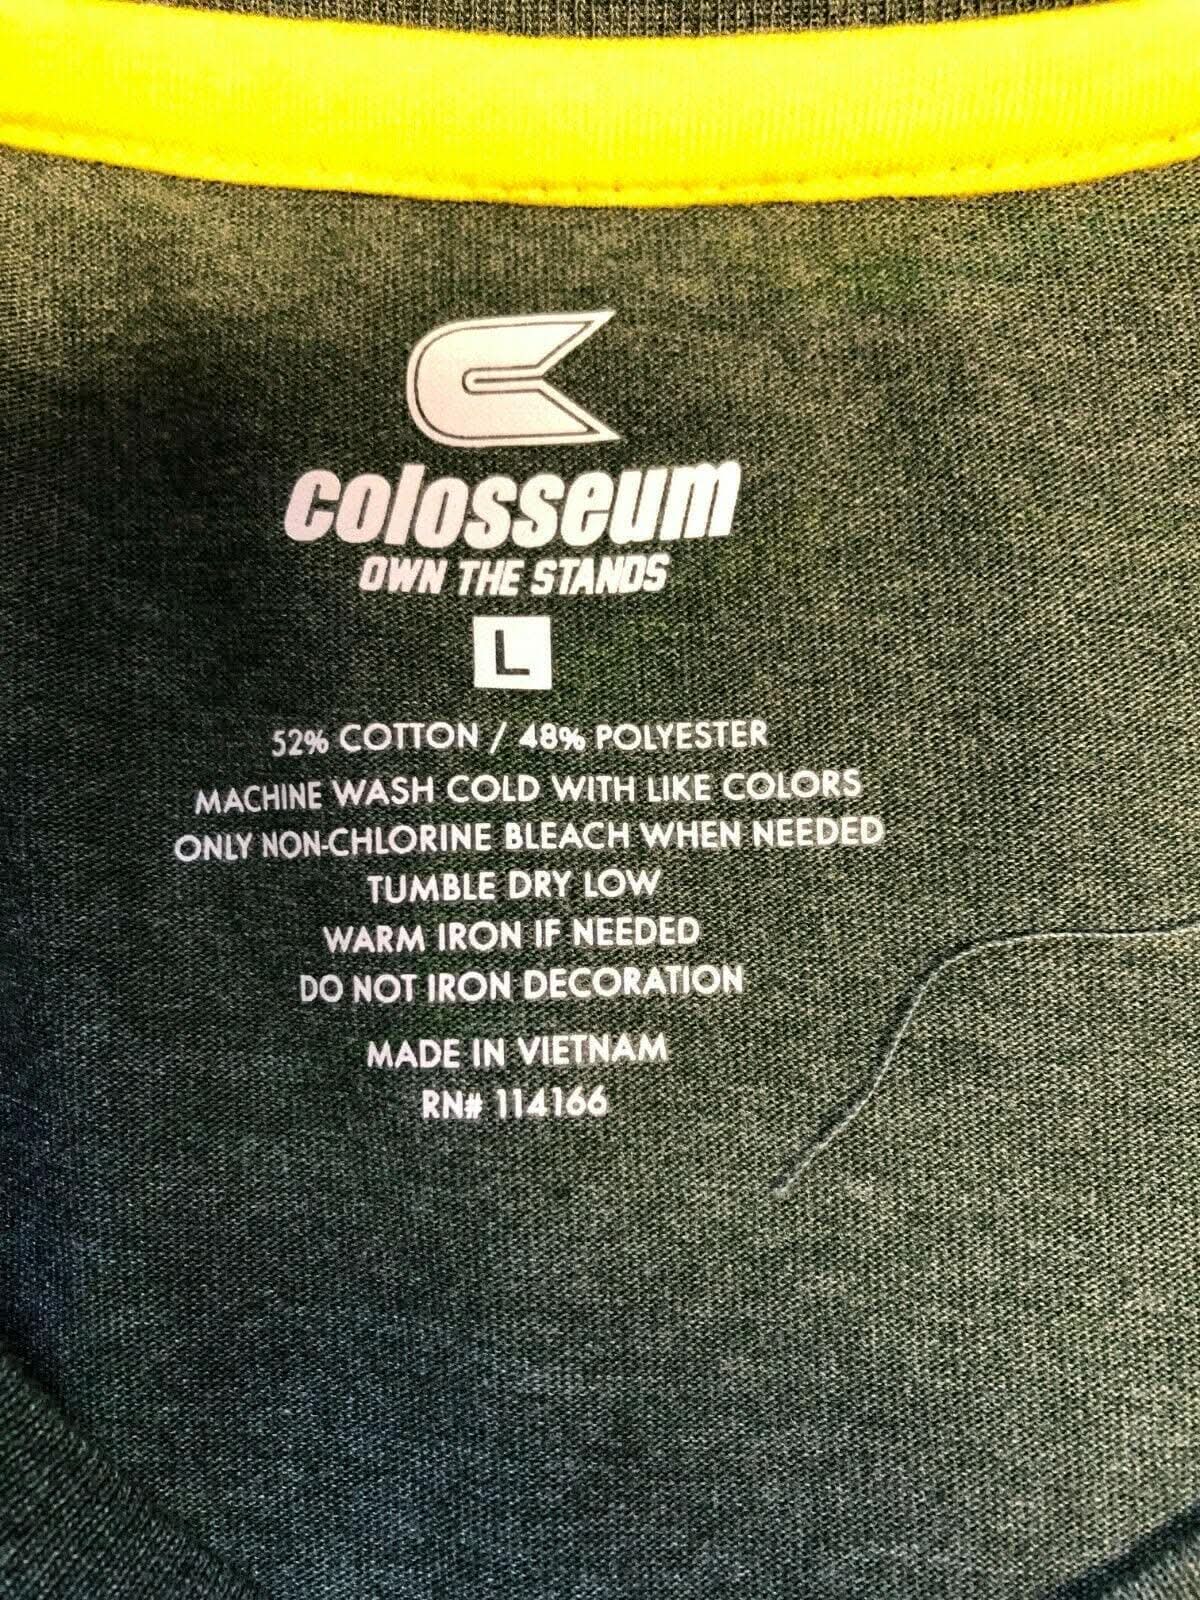 colosseum
OWN THE STANDS
L
52% COTTON / 48% POLYESTER
MACHINE WASH COLD WITH LIKE COLORS
ONLY NON-CHLORINE BLEACH WHEN NEEDED
TUMBLE DRY LOW
WARM IRON IF NEEDED
DO NOT IRON DECORATION
MADE IN VIETNAM
RN# 114166